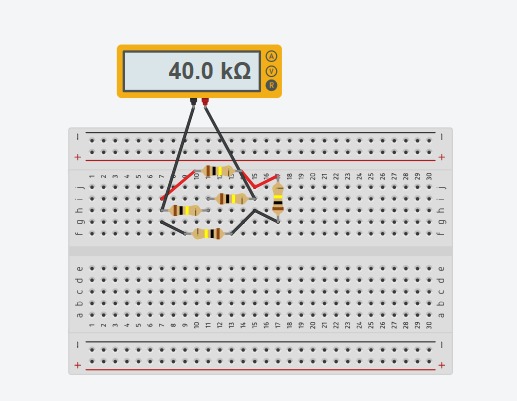 40.0 kΩ
A
V
R
− −
+ +
1 2 3 4 5 6 7 8 9 10 11 12 13 14 15 16 17 18 19 20 21 22 23 24 25 26 27 28 29 30
j j
i i
h h
g g
f f
e e
d d
c c
b b
a a
1 2 3 4 5 6 7 8 9 10 11 12 13 14 15 16 17 18 19 20 21 22 23 24 25 26 27 28 29 30
− −
+ +